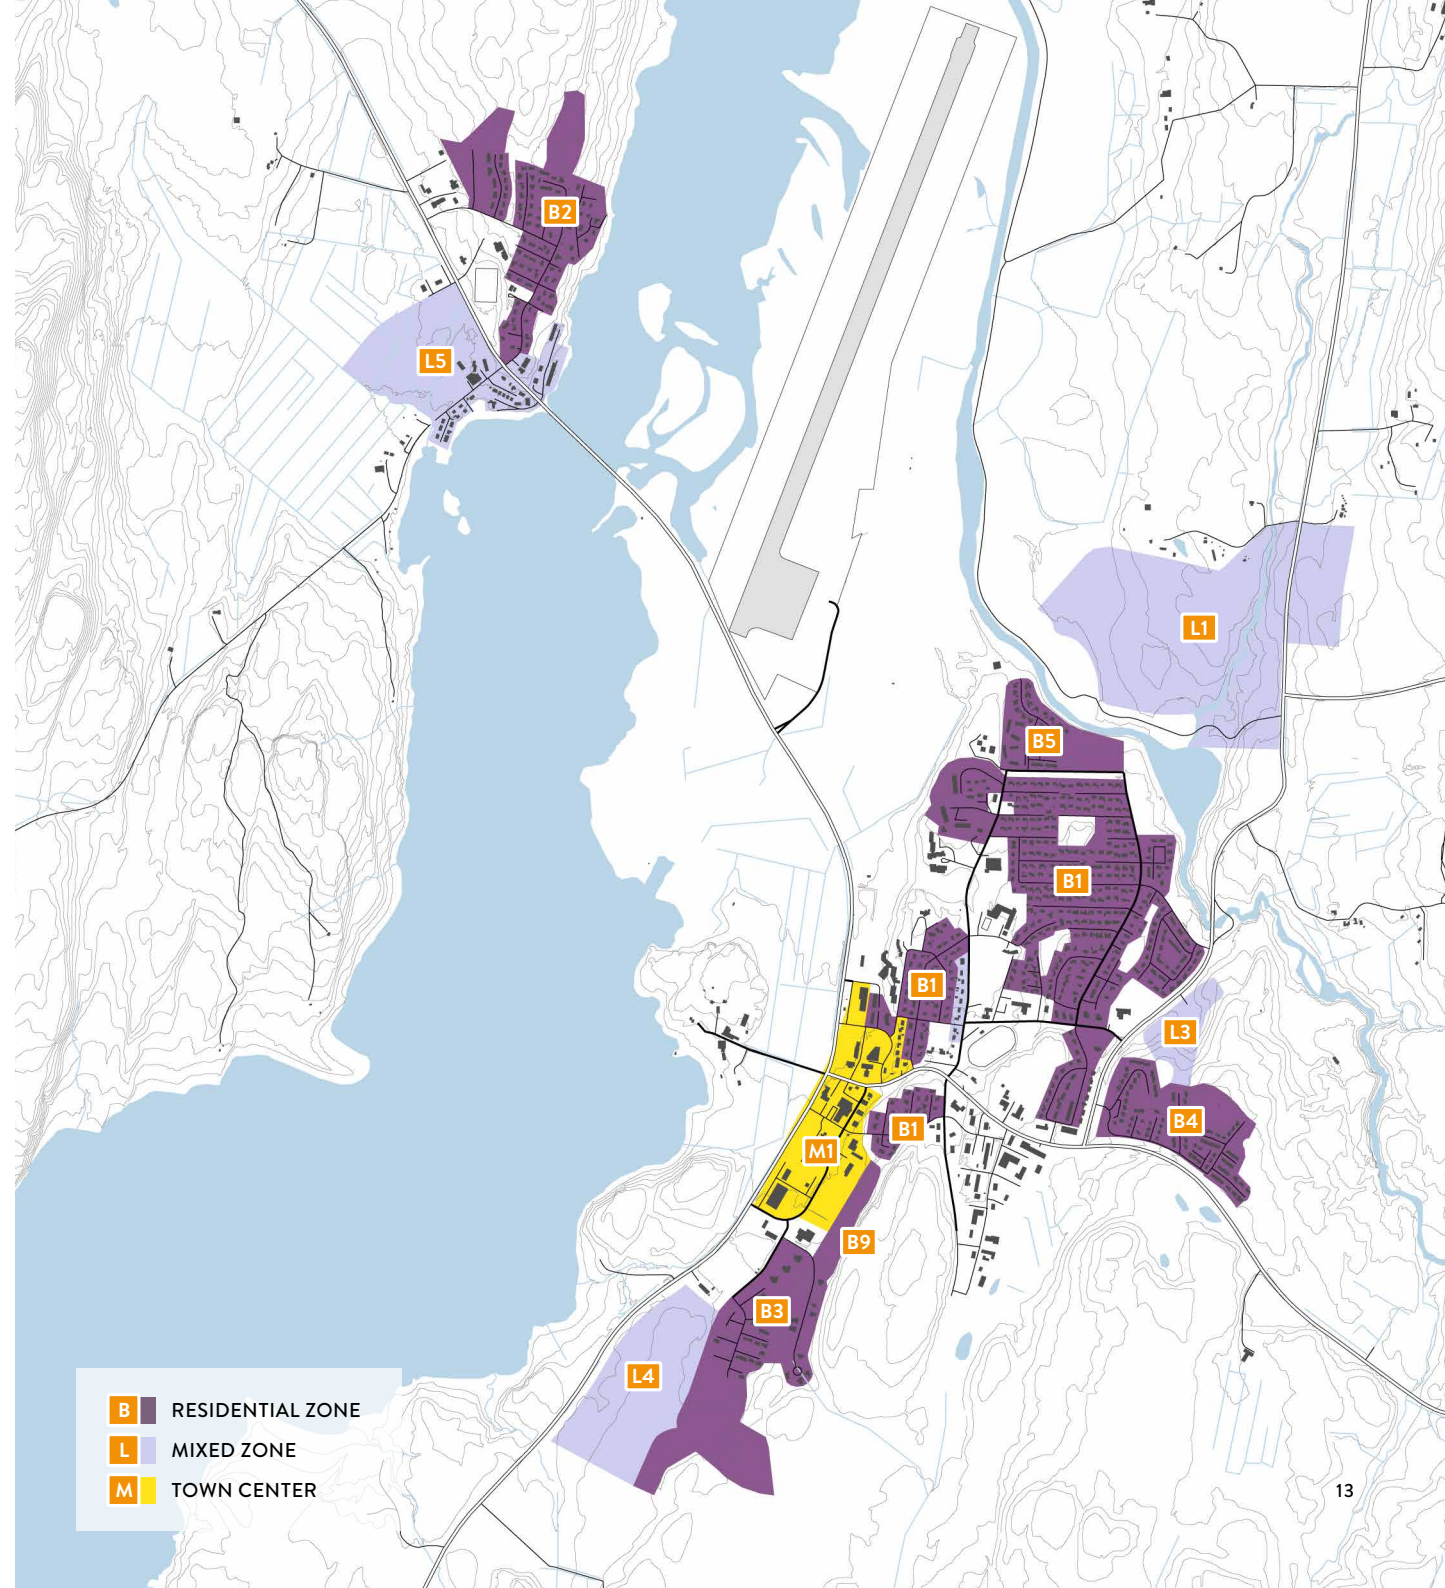 B2
L5
L1
B5
B1
B1
L3
B1
B4
M1
B9
B3
L4
B RESIDENTIAL ZONE
L MIXED ZONE
M TOWN CENTER
13